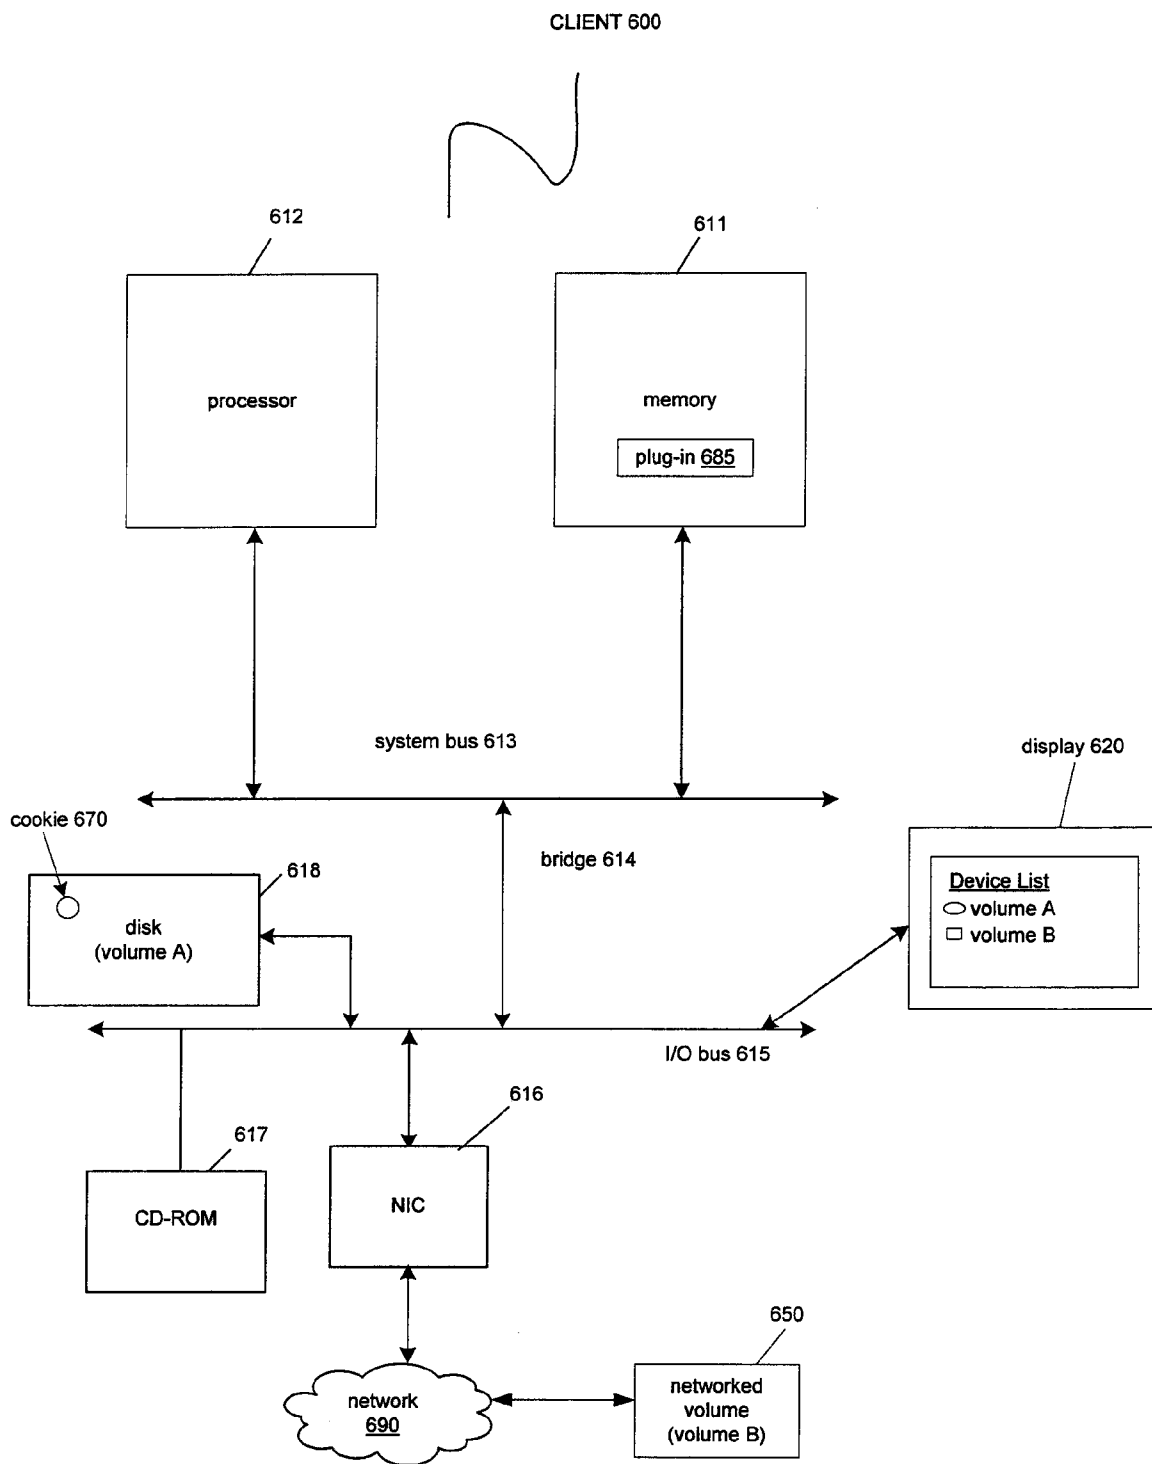 CLIENT 600
612
611
processor
memory
plug-in 685
system bus 613
display 620
cookie 670
bridge 614
618
disk
(volume A)
Device List
volume A
volume B
I/O bus 615
616
617
CD-ROM
NIC
650
network
690
networked
volume
(volume B)